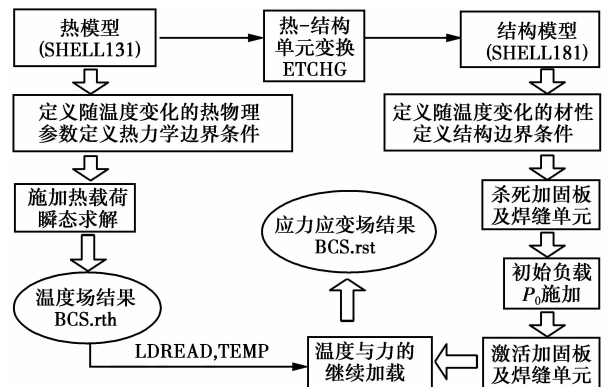 热模型
(SHELL131)
热-结构
单元变换
ETCHG
结构模型
(SHELL181)
定义随温度变化的热物理
参数定义热力学边界条件
定义随温度变化的材性
定义结构边界条件
施加热载荷
瞬态求解
应力应变场结果
BCS.rst
杀死加固板
及焊缝单元
温度场结果
BCS.rth
初始负载
P₀施加
LDREAD,TEMP
温度与力的
继续加载
激活加固板
及焊缝单元